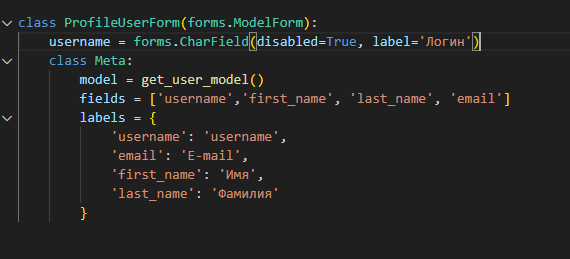 class ProfileUserForm(forms.ModelForm):
    username = forms.CharField(disabled=True, label='Логин')
    class Meta:
        model = get_user_model()
        fields = ['username','first_name', 'last_name', 'email']
        labels = {
            'username': 'username',
            'email': 'E-mail',
            'first_name': 'Имя',
            'last_name': 'Фамилия'
        }